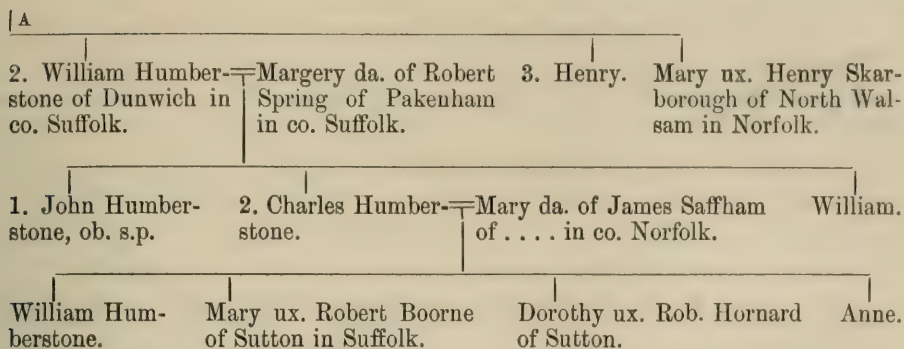 A
2. William Humber-
stone of Dunwich in
co. Suffolk.
Margery da. of Robert
Spring of Pakenham
in co. Suffolk.
3. Henry.
Mary ux. Henry Skar-
borough of North Wal-
sam in Norfolk.
1. John Humber-
stone, ob. s.p.
2. Charles Humber-
stone.
Mary da. of James Saffham
of . . . . in co. Norfolk.
William.
William Hum-
berstone.
Mary ux. Robert Boorne
of Sutton in Suffolk.
Dorothy ux. Rob. Hornard
of Sutton.
Anne.